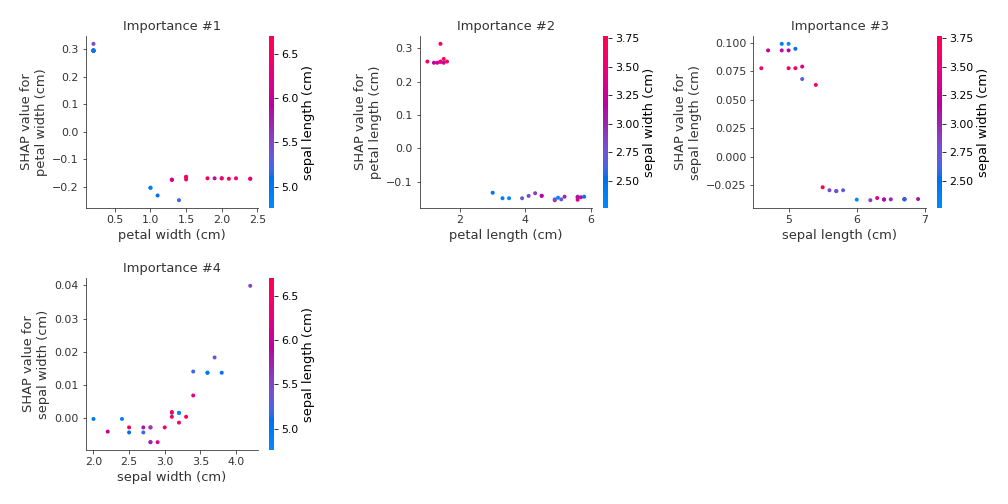 Importance #1
SHAP value for
petal width (cm)
0.3
0.2
0.1
0.0
−0.1
−0.2
0.5
1.0
1.5
2.0
2.5
petal width (cm)
6.5
6.0
5.5
5.0
sepal length (cm)
Importance #2
SHAP value for
petal length (cm)
0.3
0.2
0.1
0.0
−0.1
2
4
6
petal length (cm)
3.75
3.50
3.25
3.00
2.75
2.50
sepal width (cm)
Importance #3
SHAP value for
sepal length (cm)
0.100
0.075
0.050
0.025
0.000
−0.025
5
6
7
sepal length (cm)
3.75
3.50
3.25
3.00
2.75
2.50
sepal width (cm)
Importance #4
SHAP value for
sepal width (cm)
0.04
0.03
0.02
0.01
0.00
2.0
2.5
3.0
3.5
4.0
sepal width (cm)
6.5
6.0
5.5
5.0
sepal length (cm)